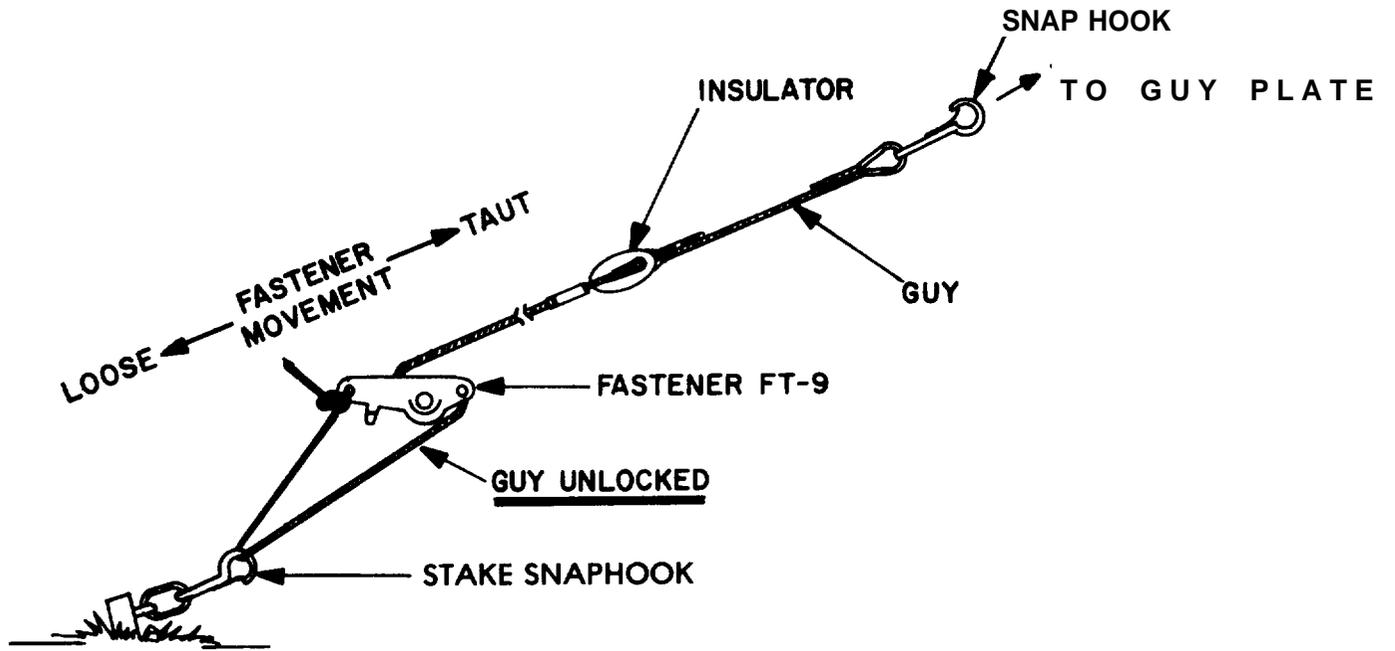 SNAP HOOK
TO GUY PLATE
INSULATOR
TAUT
FASTENER
MOVEMENT
LOOSE
GUY
FASTENER FT-9
GUY UNLOCKED
STAKE SNAPHOOK